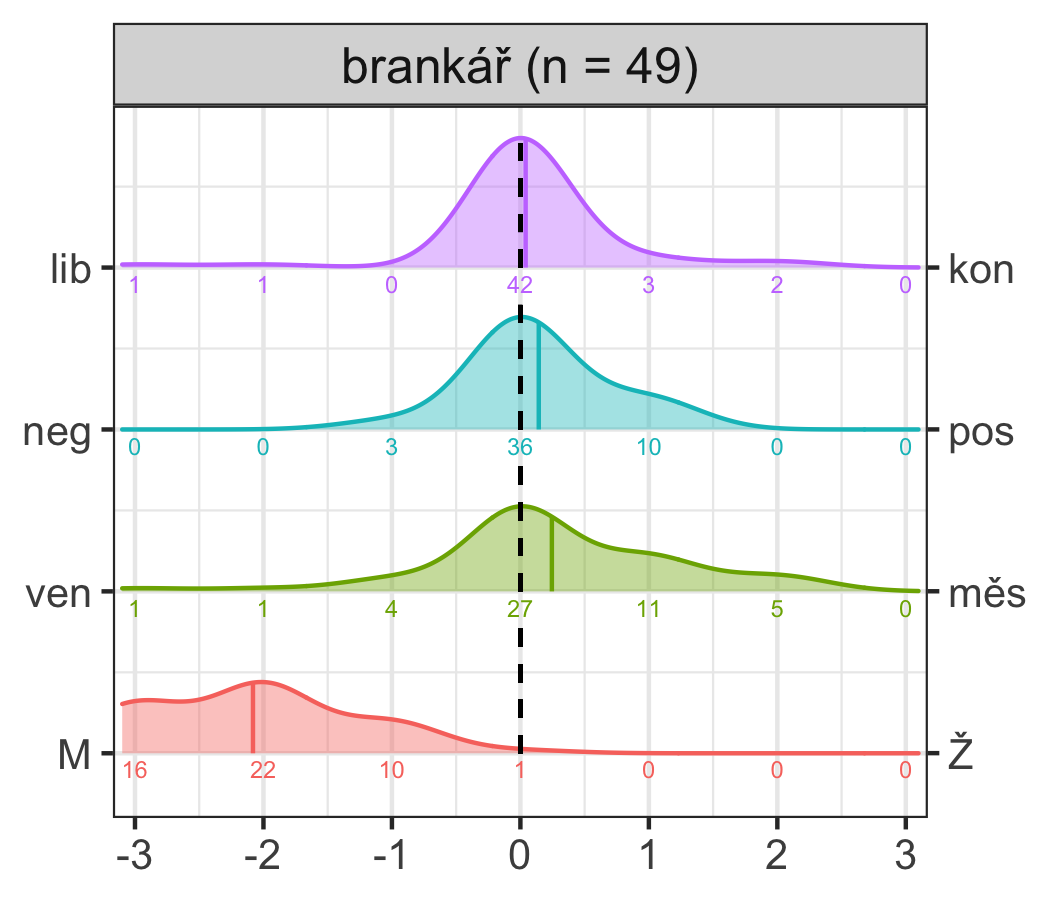 brankář (n = 49)
lib kon
1 1 0 42 3 2 0
neg pos
0 0 3 36 10 0 0
ven měs
1 1 4 27 11 5 0
M Ž
16 22 10 1 0 0 0
-3 -2 -1 0 1 2 3